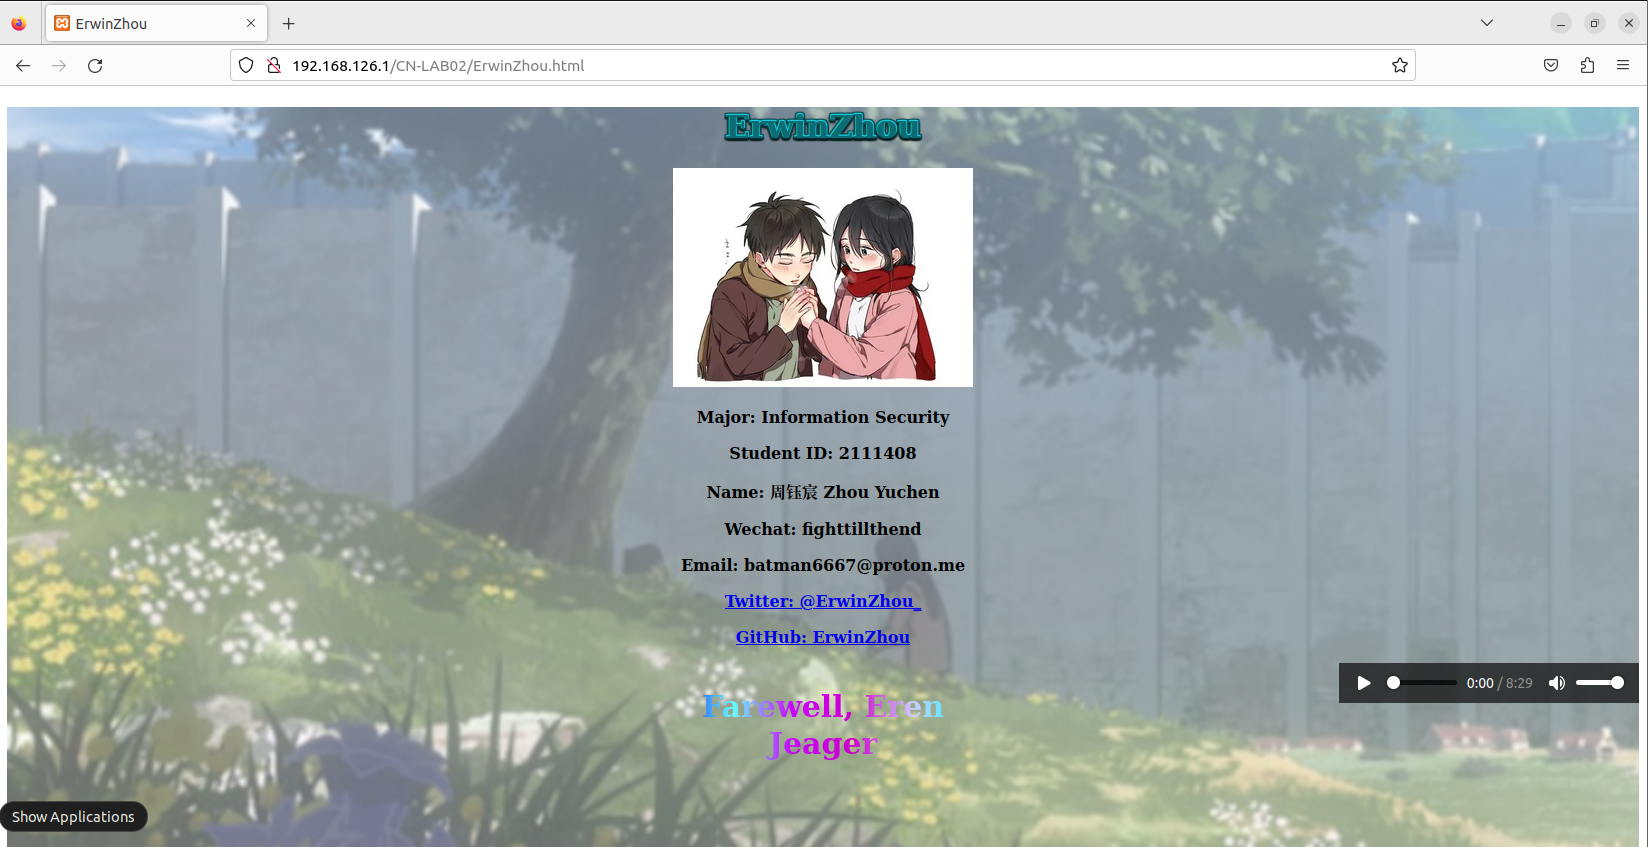 ErwinZhou
192.168.126.1/CN-LAB02/ErwinZhou.html
ErwinZhou
Major: Information Security
Student ID: 2111408
Name: 周钰宸 Zhou Yuchen
Wechat: fighttillthend
Email: batman6667@proton.me
Twitter: @ErwinZhou_
GitHub: ErwinZhou
0:00 / 8:29
Farewell, Eren
Jeager
Show Applications